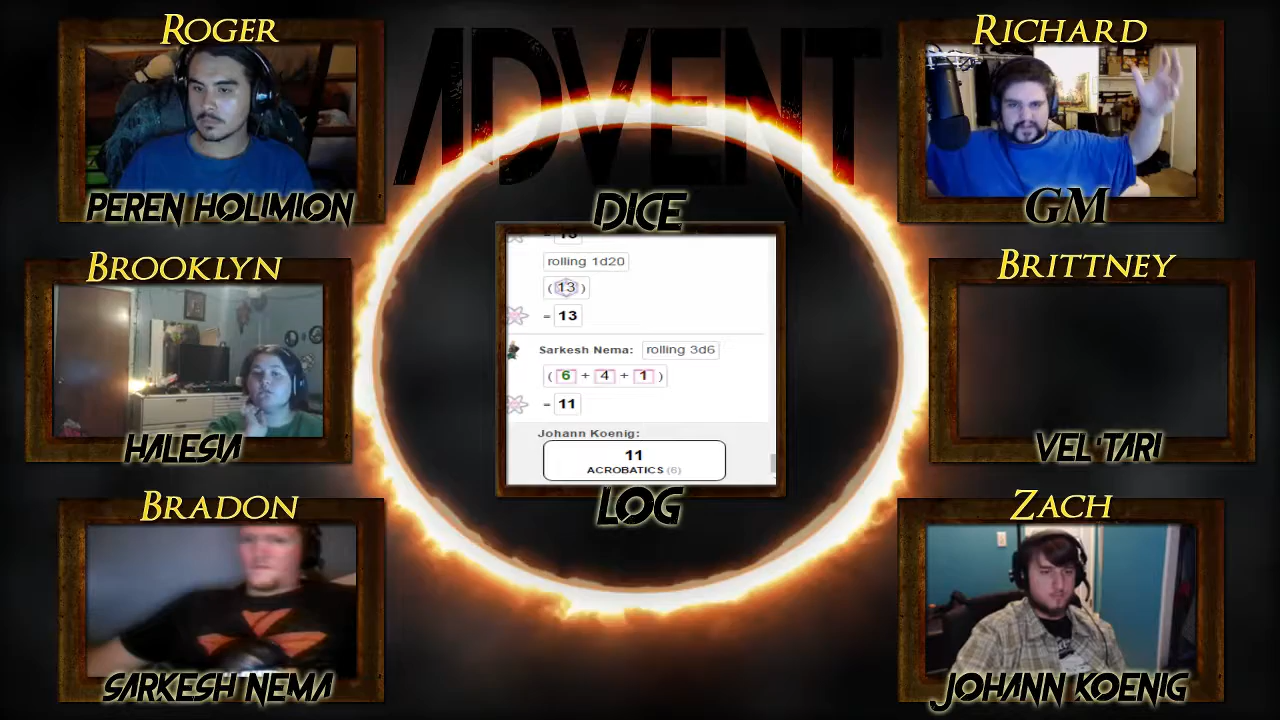 ADVENT
ROGER
PEREN HOLIMION
RICHARD
GM
DICE
= 13
rolling 1d20
(13)
= 13
Sarkesh Nema: rolling 3d6
(6 + 4 + 1)
= 11
Johann Koenig:
11
ACROBATICS (6)
LOG
BROOKLYN
HALESIA
BRITTNEY
VEL'TARI
BRADON
SARKESH NEMA
ZACH
JOHANN KOENIG